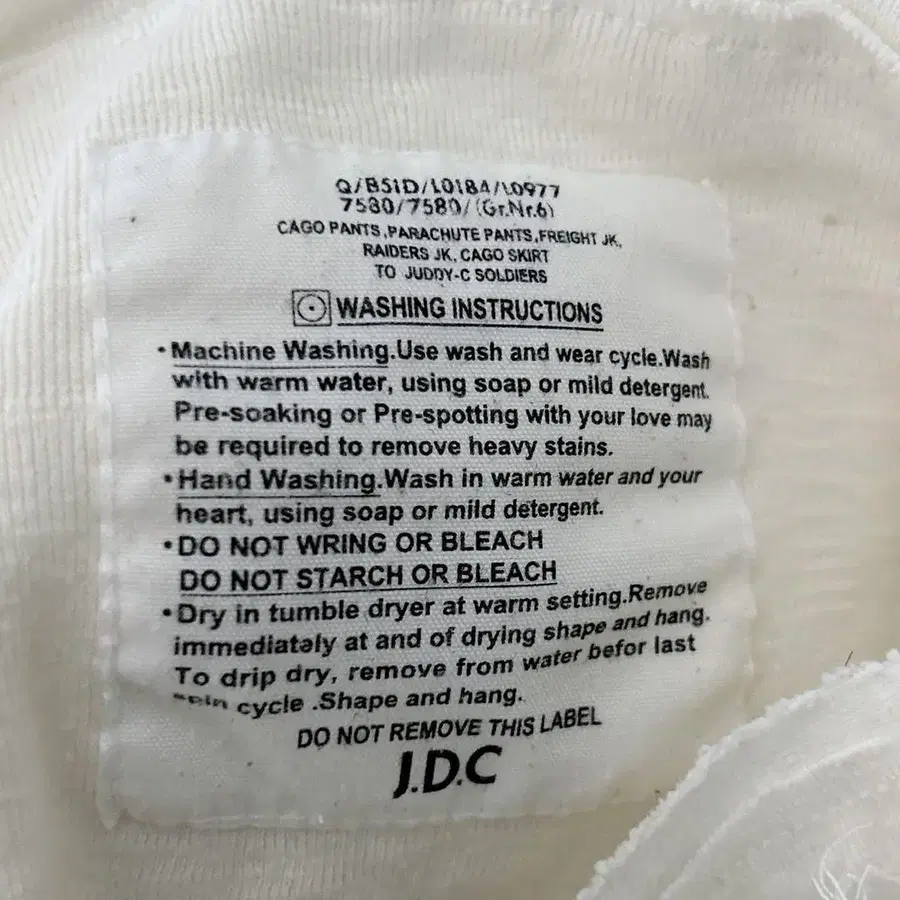 Q/B51D/L0184/L0977
7580/7580/(Gr.Nr.6)
CAGO PANTS,PARACHUTE PANTS,FREIGHT JK,
RAIDERS JK, CAGO SKIRT
TO JUDDY-C SOLDIERS
WASHING INSTRUCTIONS
•Machine Washing.Use wash and wear cycle.Wash
with warm water, using soap or mild detergent.
Pre-soaking or Pre-spotting with your love may
be required to remove heavy stains.
•Hand Washing.Wash in warm water and your
heart, using soap or mild detergent.
•DO NOT WRING OR BLEACH
DO NOT STARCH OR BLEACH
•Dry in tumble dryer at warm setting.Remove
immediataly at and of drying shape and hang.
To drip dry, remove from water befor last
spin cycle .Shape and hang.
DO NOT REMOVE THIS LABEL
J.D.C